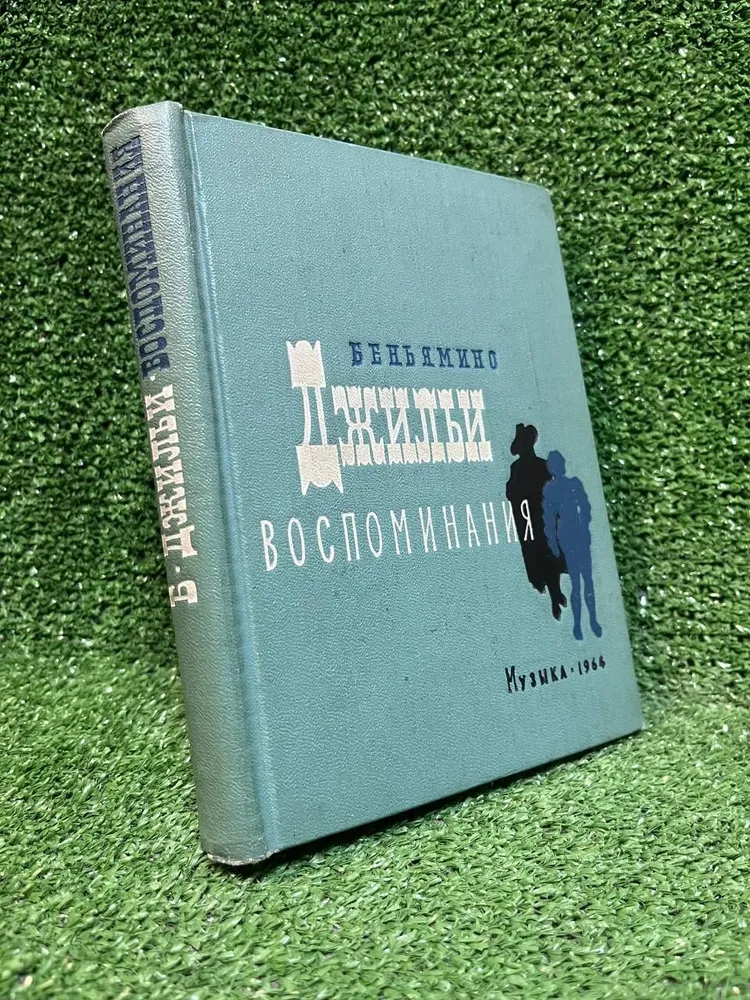 Б · ДЖИЛЬИ · ВОСПОМИНАНИЯ
БЕНЬЯМИНО
ДЖИЛЬИ
ВОСПОМИНАНИЯ
МУЗЫКА · 1964